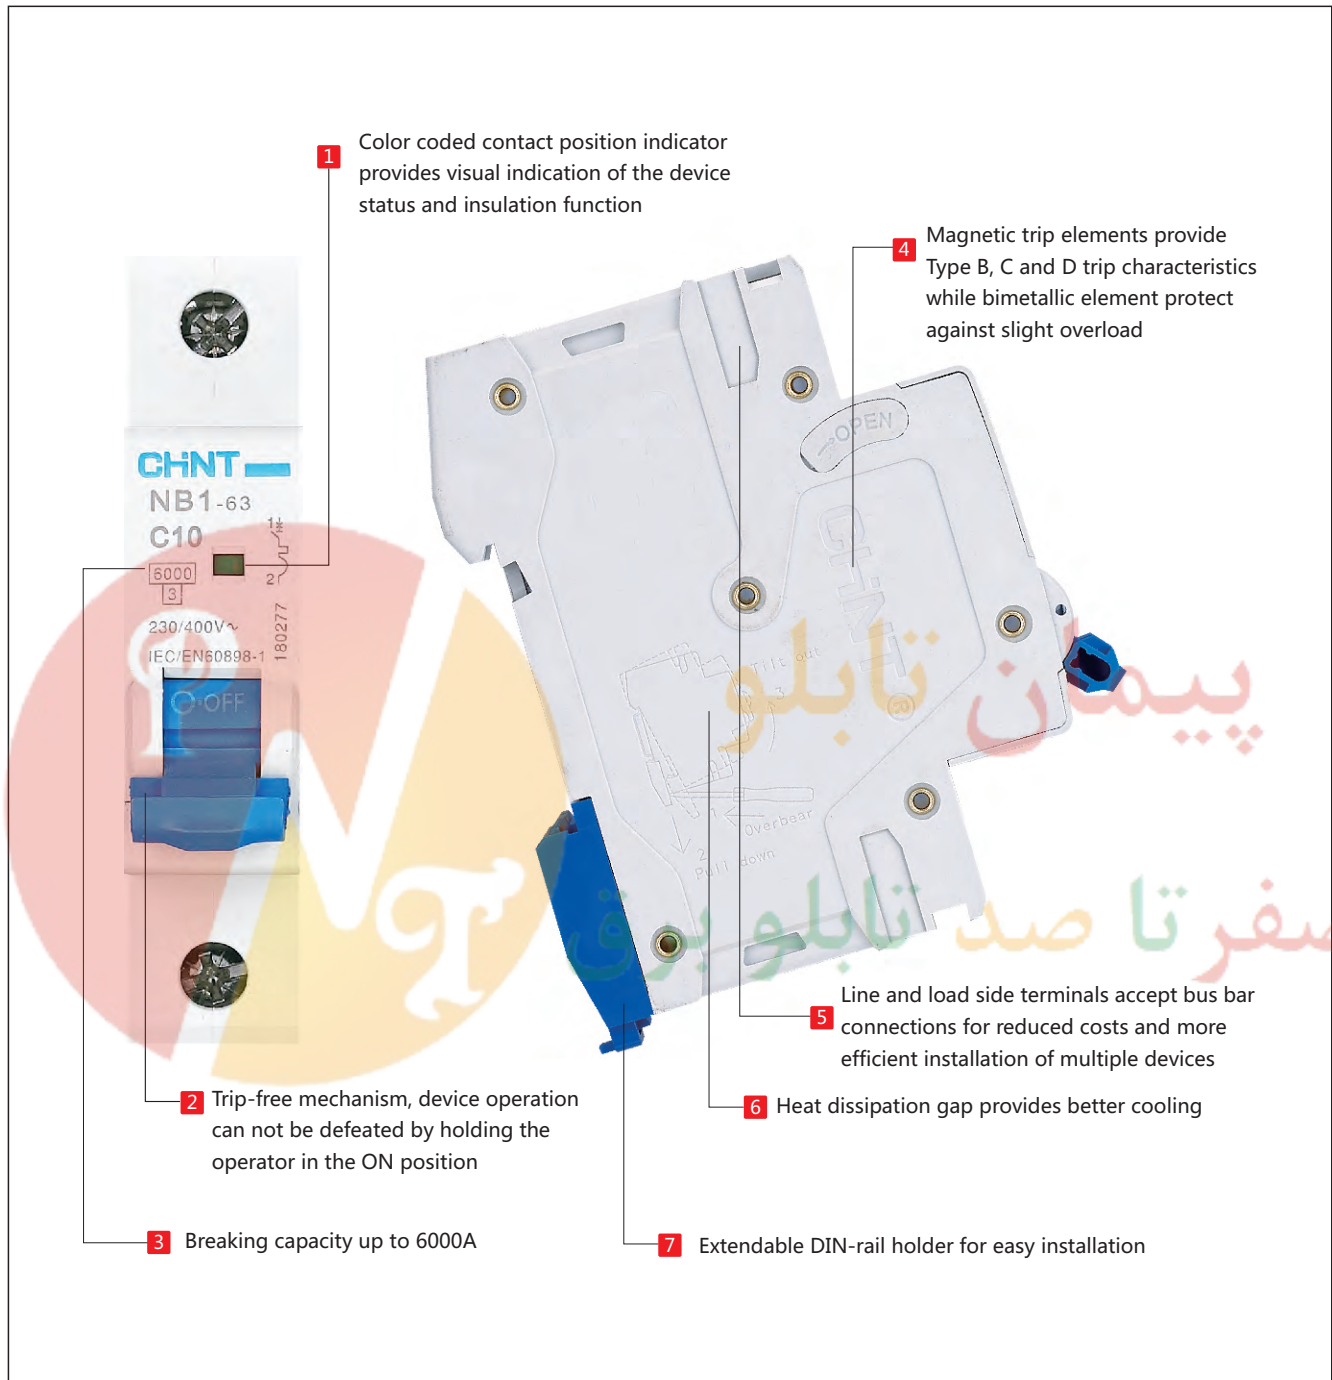 1
Color coded contact position indicator
provides visual indication of the device
status and insulation function
4
Magnetic trip elements provide
Type B, C and D trip characteristics
while bimetallic element protect
against slight overload
CHNT
NB1-63
C10
6000
3
1
2
230/400V~
IEC/EN60898-1
180277
O·OFF
OPEN
CHNT®
Tilt out
3
1
Overbear
2
Pull down
پیمان تابلو
صفر تا صد تابلو برق
5
Line and load side terminals accept bus bar
connections for reduced costs and more
efficient installation of multiple devices
2
Trip-free mechanism, device operation
can not be defeated by holding the
operator in the ON position
6
Heat dissipation gap provides better cooling
3
Breaking capacity up to 6000A
7
Extendable DIN-rail holder for easy installation